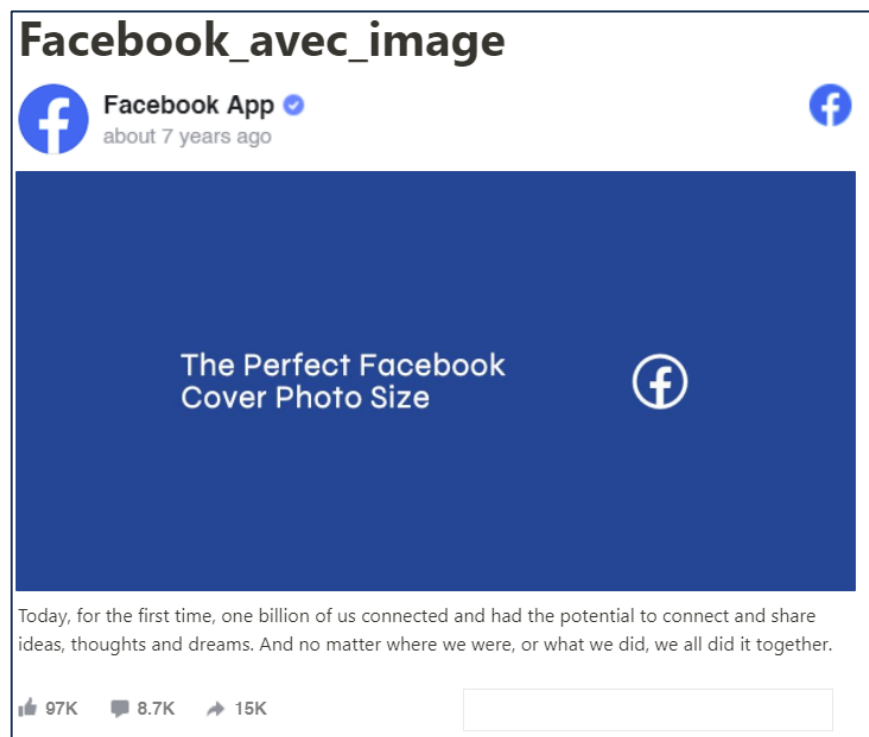 Facebook_avec_image
Facebook App
about 7 years ago
The Perfect Facebook
Cover Photo Size
Today, for the first time, one billion of us connected and had the potential to connect and share
ideas, thoughts and dreams. And no matter where we were, or what we did, we all did it together.
97K 8.7K 15K